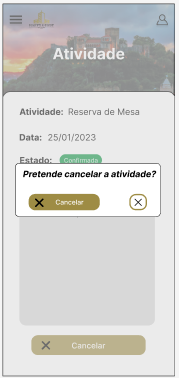 Atividade
Atividade: Reserva de Mesa
Data: 25/01/2023
Estado: Confirmada
Pretende cancelar a atividade?
Cancelar
Cancelar